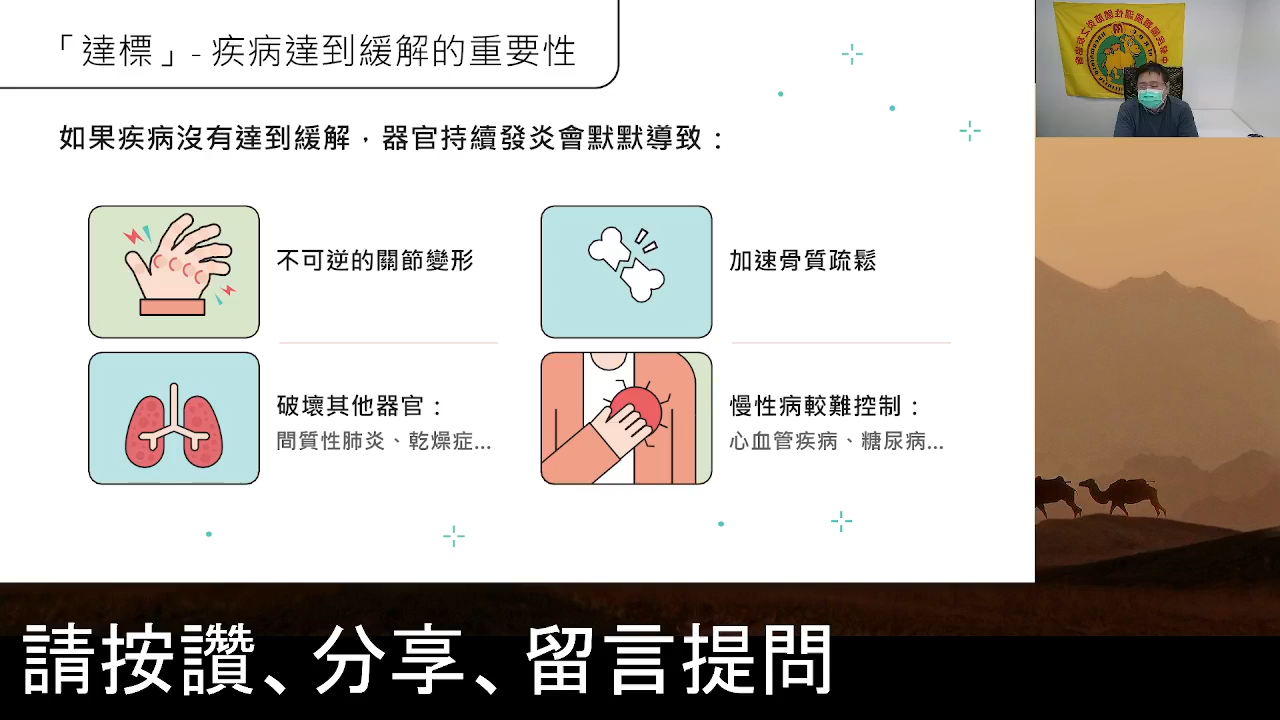 「達標」- 疾病達到緩解的重要性
如果疾病沒有達到緩解，器官持續發炎會默默導致：
不可逆的關節變形
加速骨質疏鬆
破壞其他器官：
間質性肺炎、乾燥症...
慢性病較難控制：
心血管疾病、糖尿病...
請按讚、分享、留言提問